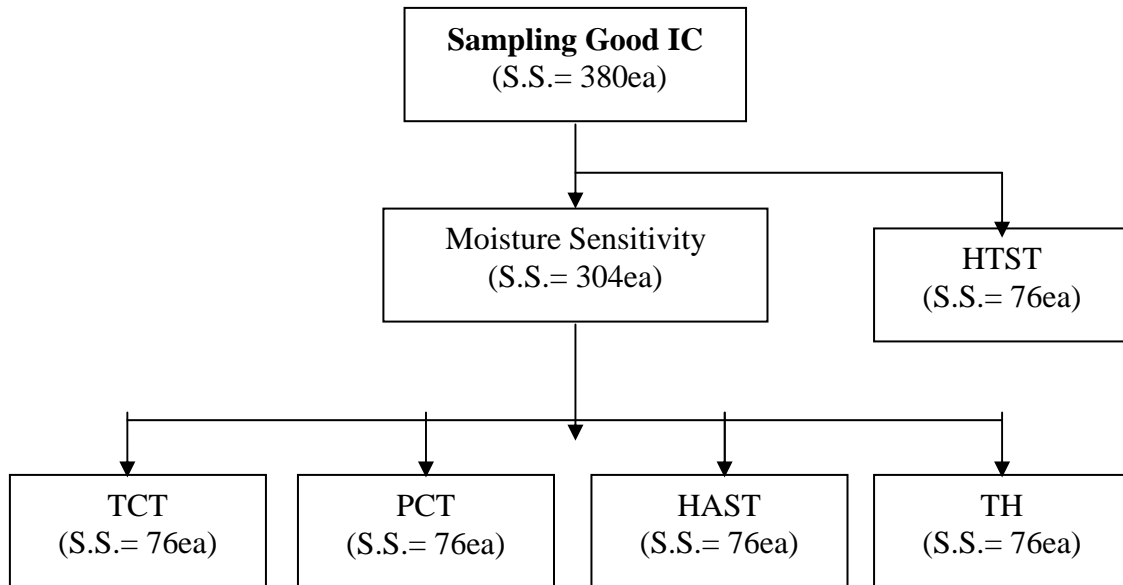 Sampling Good IC
(S.S.= 380ea)
Moisture Sensitivity
(S.S.= 304ea)
HTST
(S.S.= 76ea)
TCT
(S.S.= 76ea)
PCT
(S.S.= 76ea)
HAST
(S.S.= 76ea)
TH
(S.S.= 76ea)